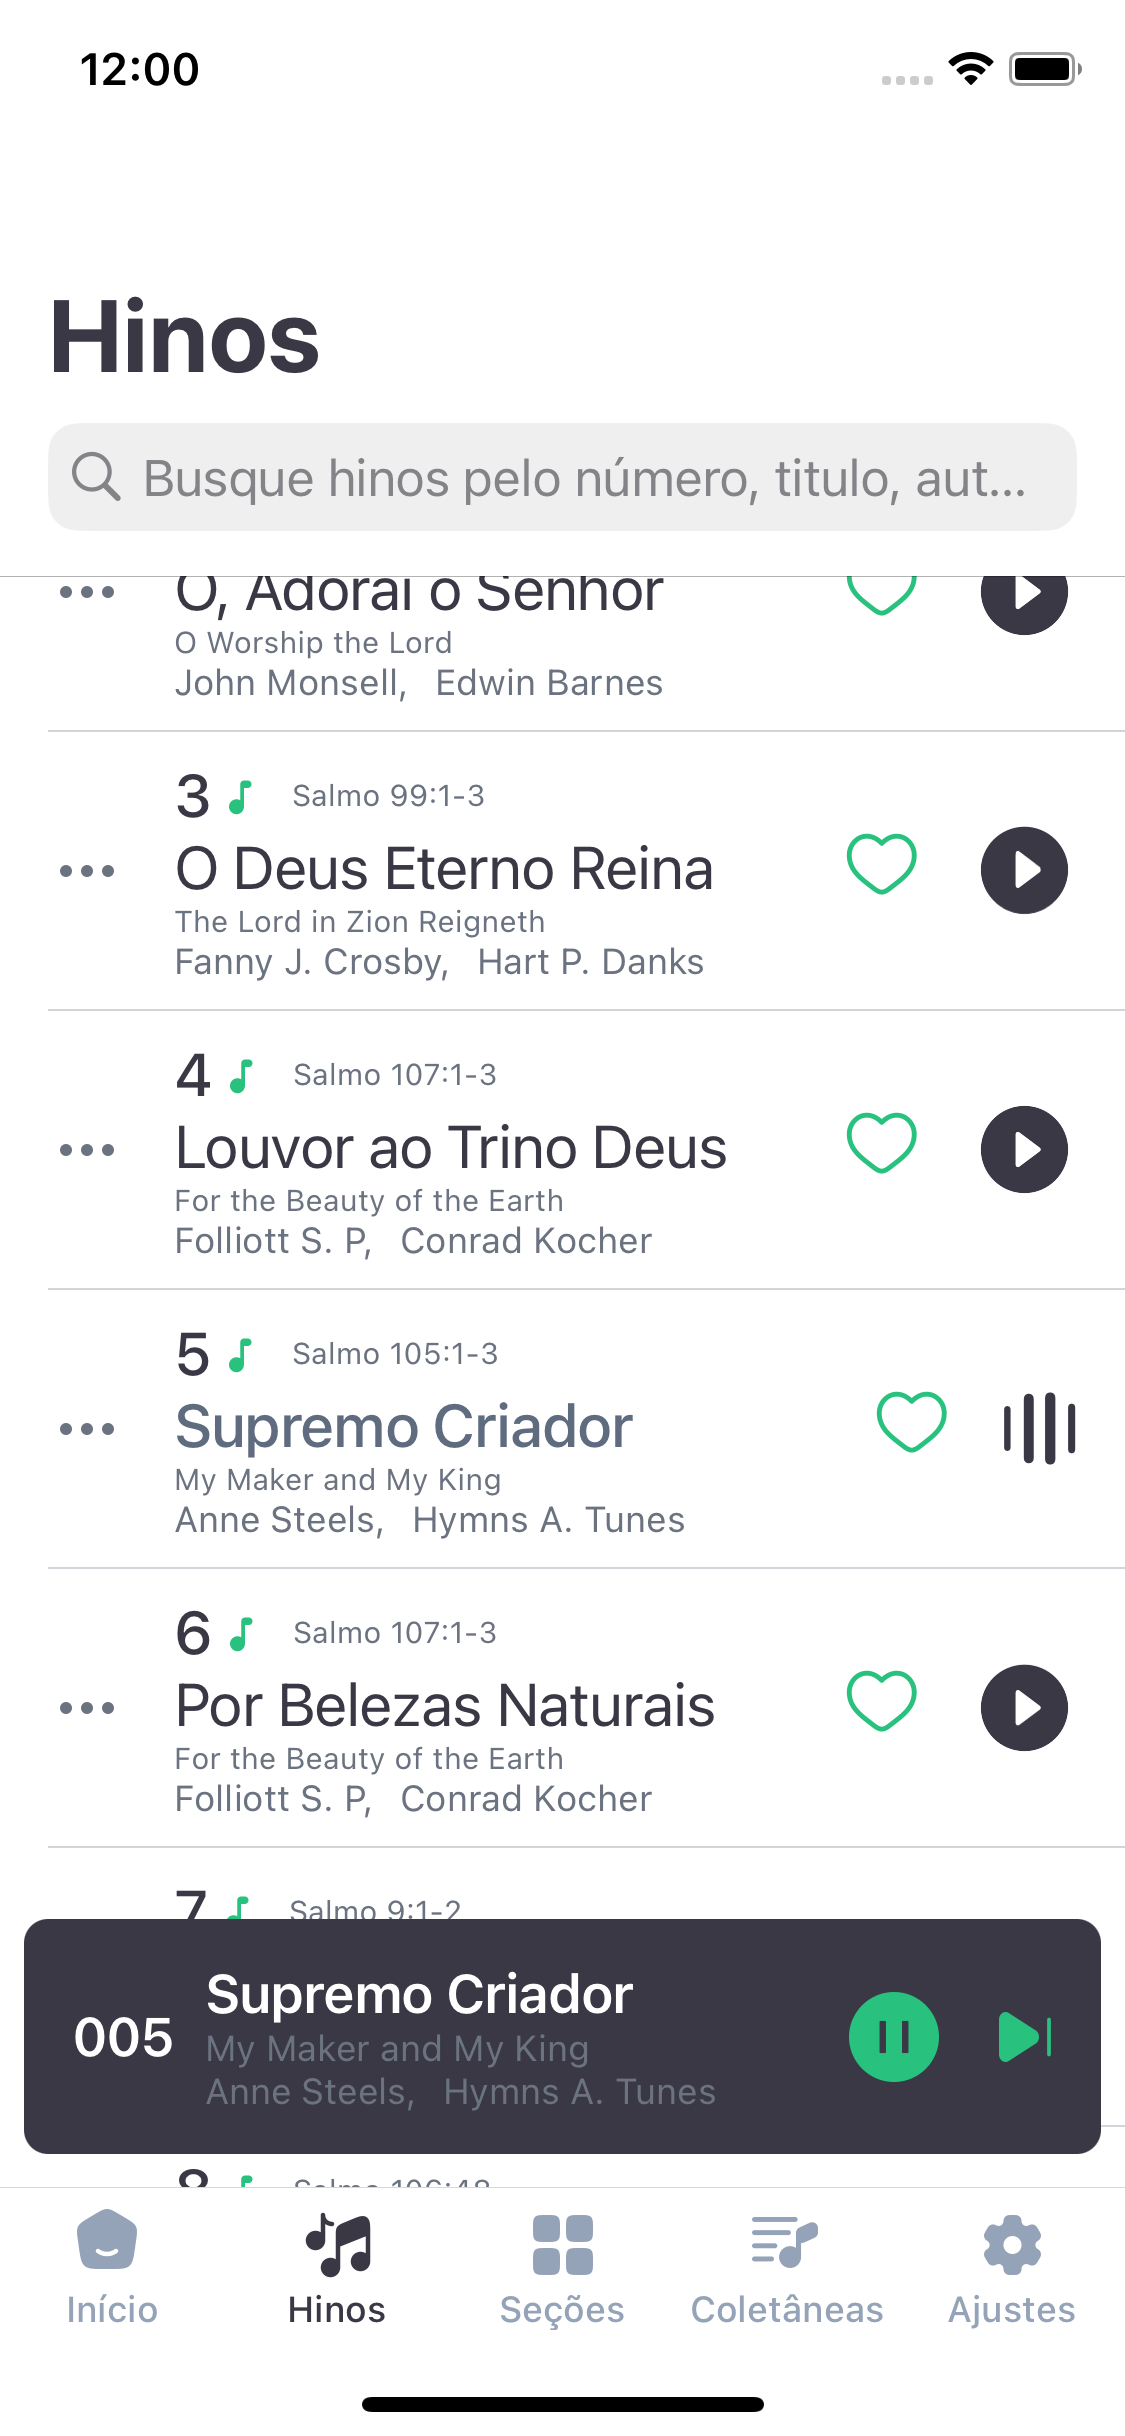 12:00
Hinos
Busque hinos pelo número, titulo, aut...
Ó, Adorai o Senhor
O Worship the Lord
John Monsell, Edwin Barnes
3 Salmo 99:1-3
O Deus Eterno Reina
The Lord in Zion Reigneth
Fanny J. Crosby, Hart P. Danks
4 Salmo 107:1-3
Louvor ao Trino Deus
For the Beauty of the Earth
Folliott S. P, Conrad Kocher
5 Salmo 105:1-3
Supremo Criador
My Maker and My King
Anne Steels, Hymns A. Tunes
6 Salmo 107:1-3
Por Belezas Naturais
For the Beauty of the Earth
Folliott S. P, Conrad Kocher
7 Salmo 9:1-2
005
Supremo Criador
My Maker and My King
Anne Steels, Hymns A. Tunes
8 Salmo 106:48
Início
Hinos
Seções
Coletâneas
Ajustes